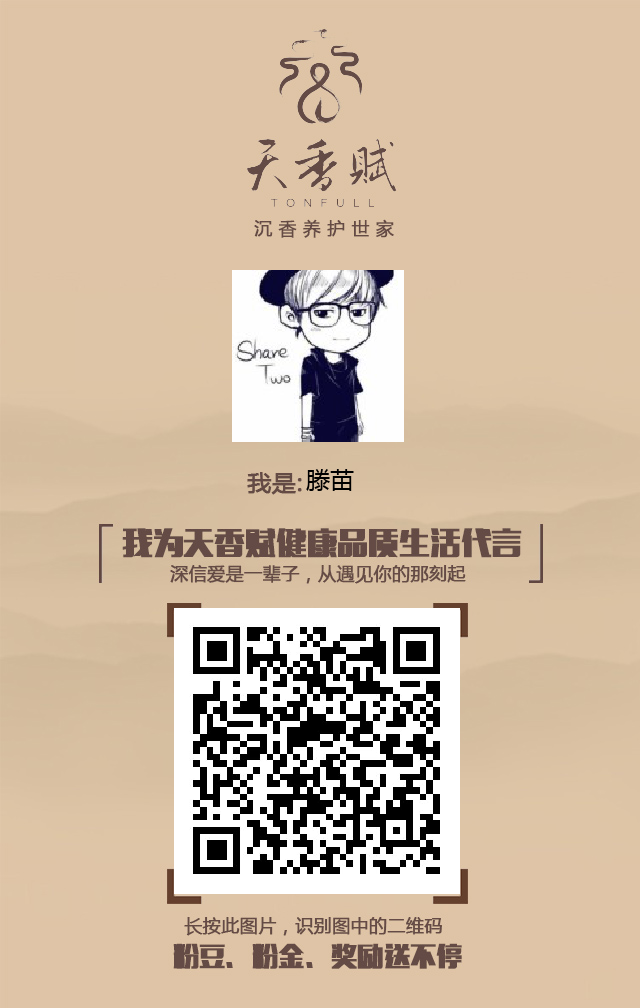 天香赋
TONFULL
沉香养护世家
Share
Two
我是:滕苗
我为天香赋健康品质生活代言
深信爱是一辈子，从遇见你的那刻起
长按此图片，识别图中的二维码
粉豆、粉金、奖励送不停